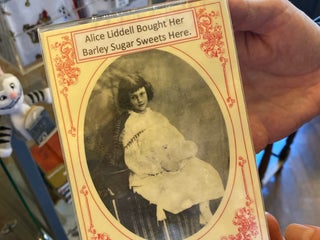 Alice Liddell Bought Her
Barley Sugar Sweets Here.